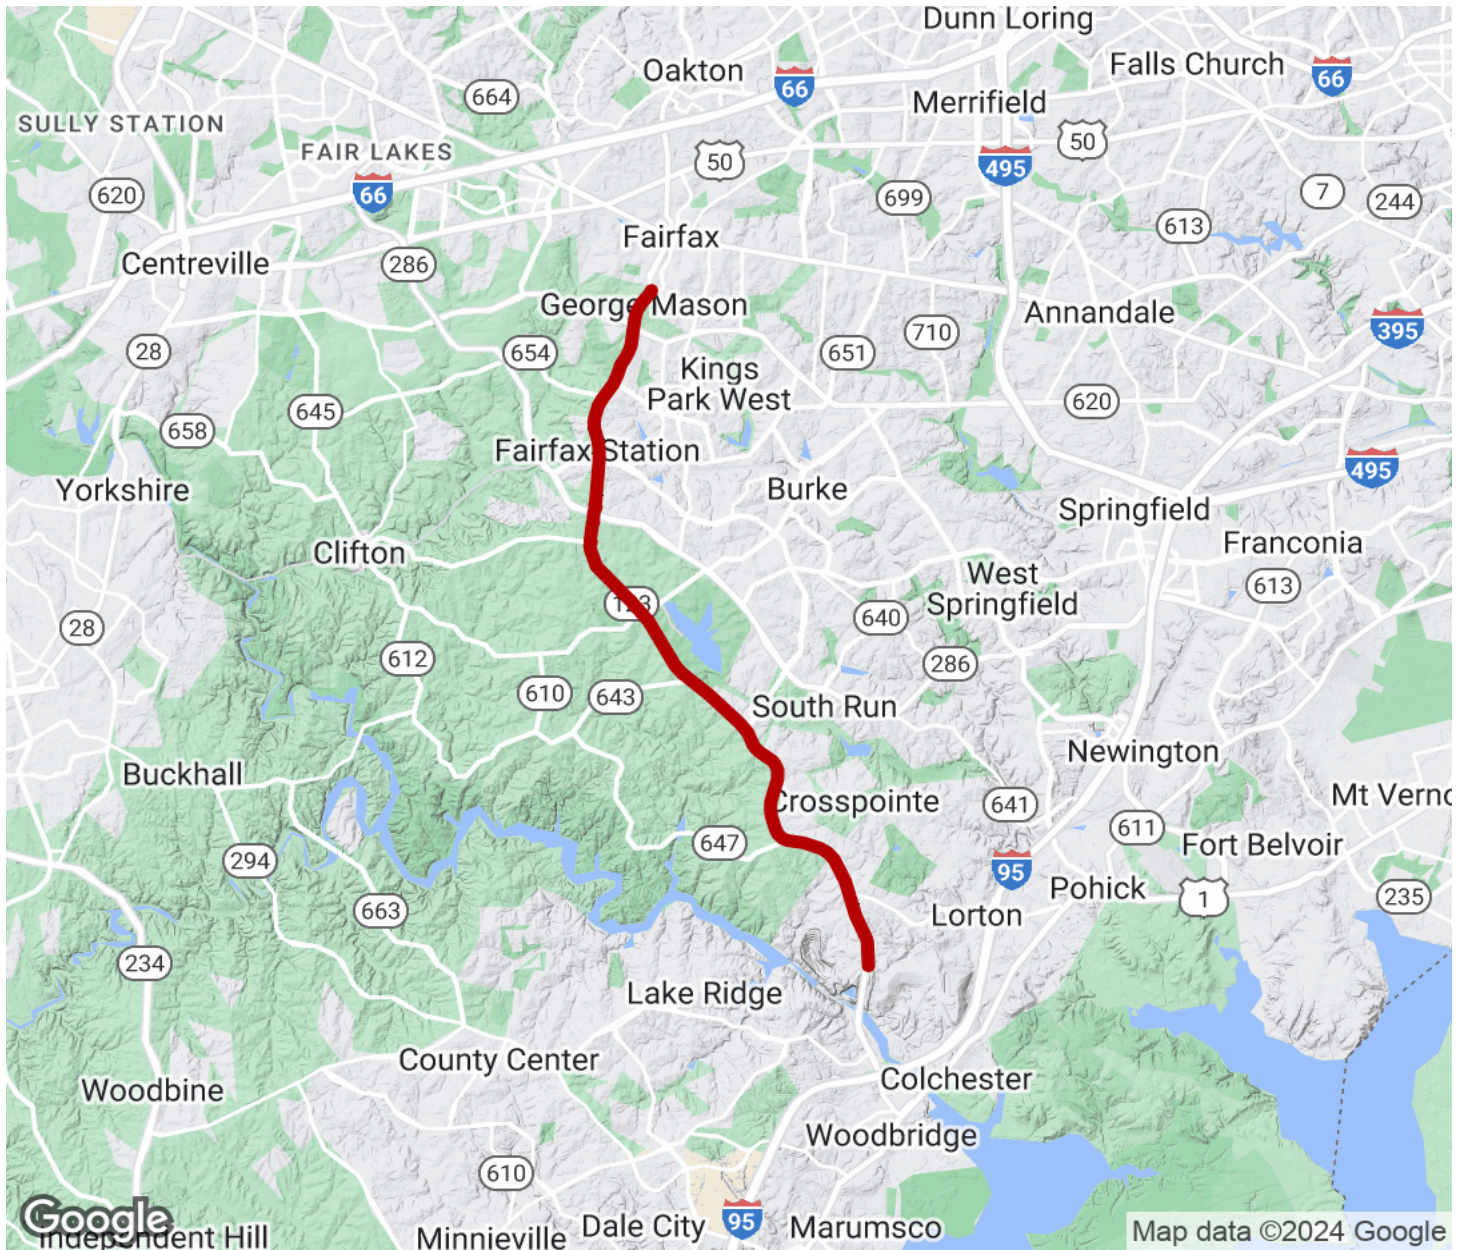 Dunn Loring
Oakton
66
Falls Church
66
664
Merrifield
SULLY STATION
50
50
FAIR LAKES
495
66
620
699
7
244
613
Fairfax
Centreville
286
George Mason
Annandale
395
28
654
651
710
Kings
Park West
645
620
658
Fairfax Station
495
Yorkshire
Burke
Springfield
Clifton
Franconia
West
Springfield
613
123
28
640
612
286
610
643
South Run
Newington
Buckhall
Crosspointe
641
Mt Verno
611
647
Fort Belvoir
294
95
Pohick
1
235
663
Lorton
234
Lake Ridge
County Center
Colchester
Woodbine
Woodbridge
610
Google
Independent Hill
Minnieville
Dale City
95
Marumsco
Map data ©2024 Google